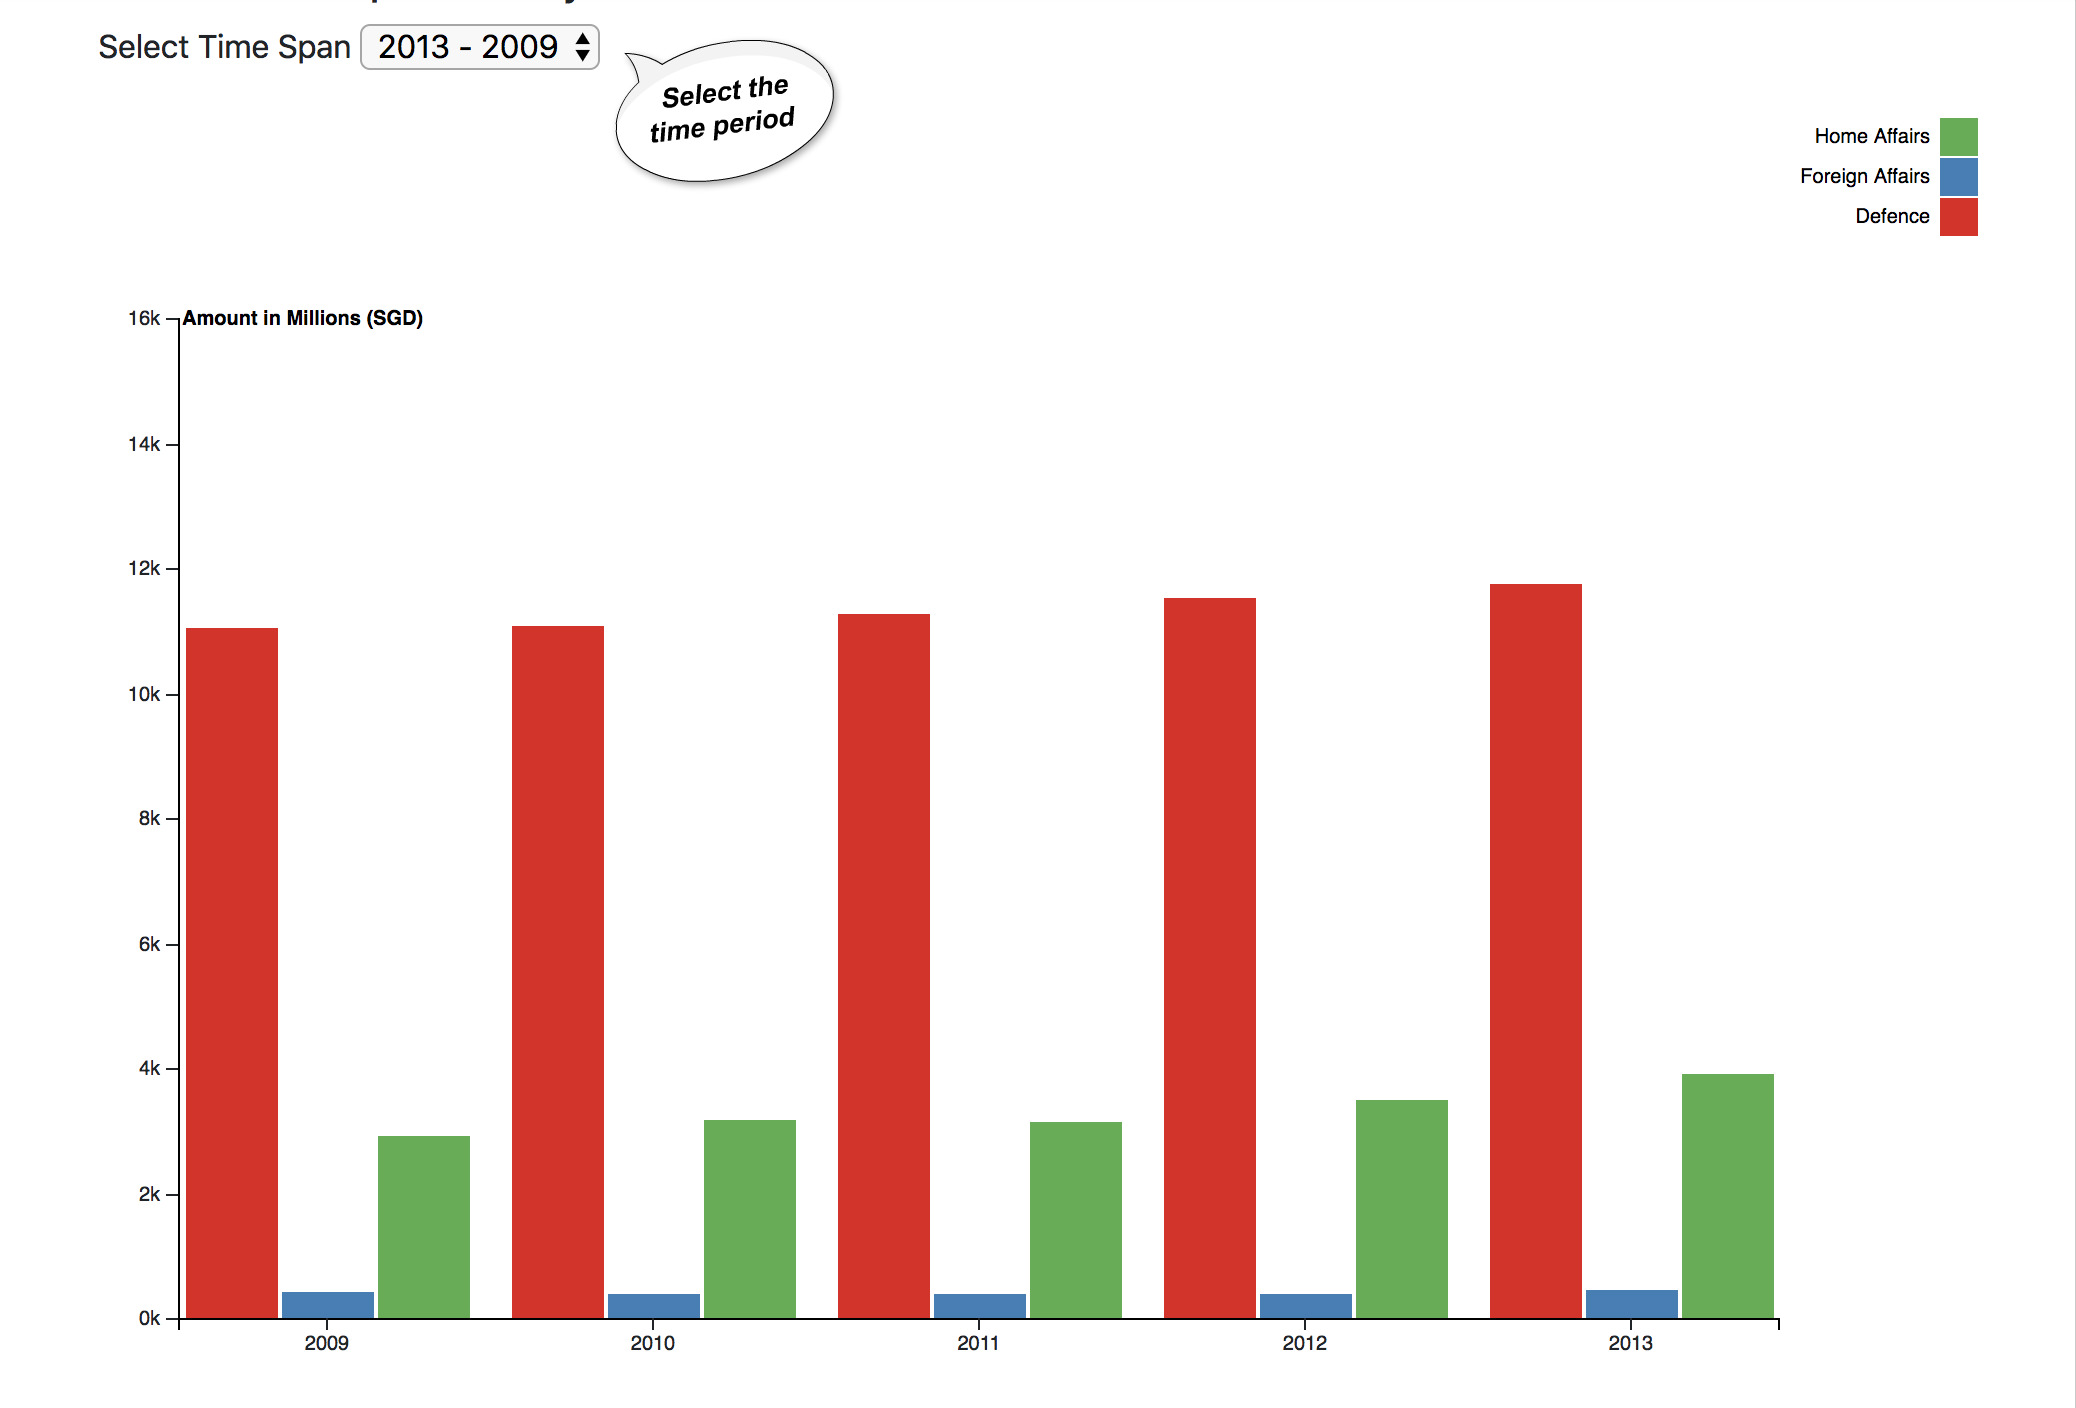 Select Time Span 2013 - 2009
Select the
time period
Home Affairs
Foreign Affairs
Defence
16k Amount in Millions (SGD)
14k
12k
10k
8k
6k
4k
2k
0k
2009 2010 2011 2012 2013